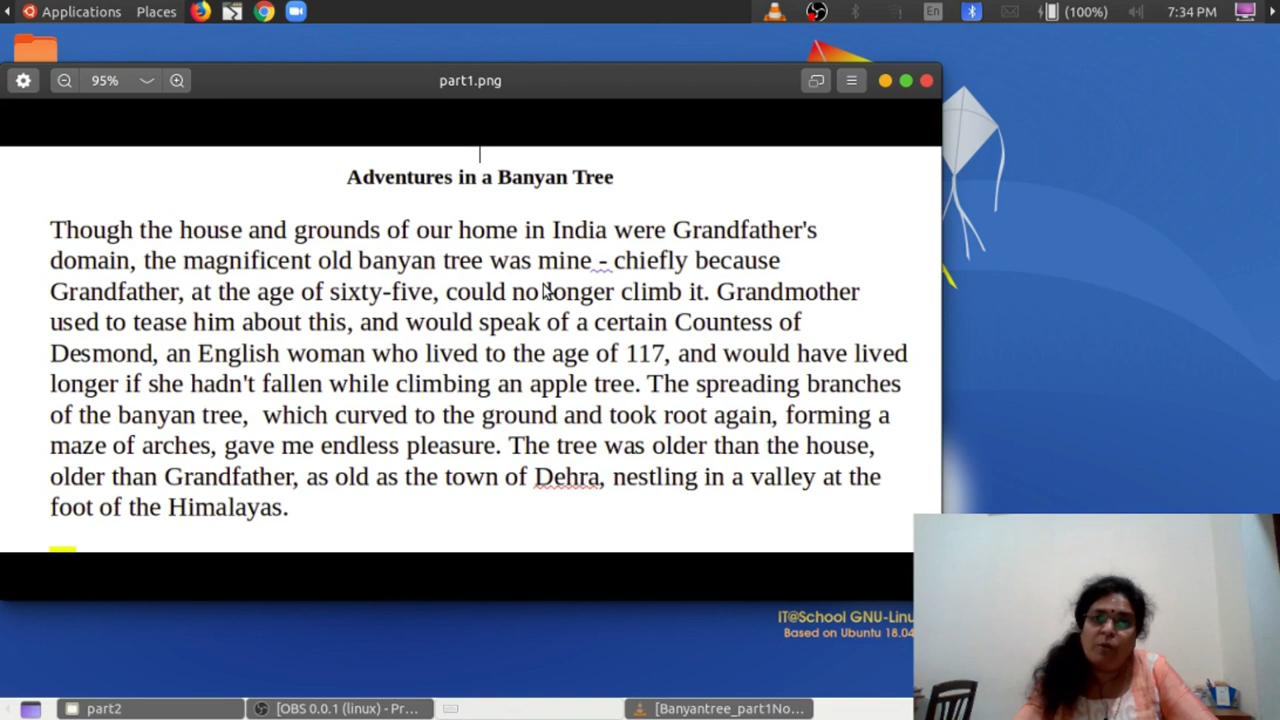 Applications Places En (100%) 7:34 PM
95% part1.png
Adventures in a Banyan Tree
Though the house and grounds of our home in India were Grandfather's
domain, the magnificent old banyan tree was mine - chiefly because
Grandfather, at the age of sixty-five, could no longer climb it. Grandmother
used to tease him about this, and would speak of a certain Countess of
Desmond, an English woman who lived to the age of 117, and would have lived
longer if she hadn't fallen while climbing an apple tree. The spreading branches
of the banyan tree,  which curved to the ground and took root again, forming a
maze of arches, gave me endless pleasure. The tree was older than the house,
older than Grandfather, as old as the town of Dehra, nestling in a valley at the
foot of the Himalayas.
IT@School GNU-Linu
Based on Ubuntu 18.04
part2 [OBS 0.0.1 (linux) - Pr... [Banyantree_part1No...